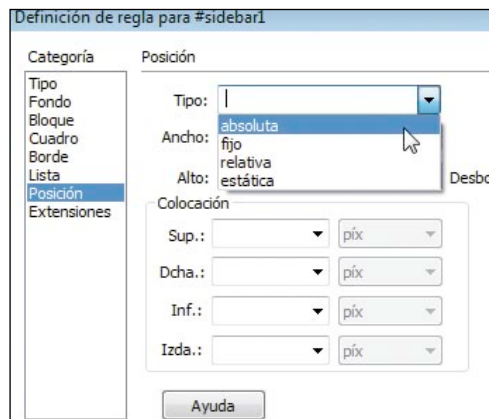 Definición de regla para #sidebar1
Categoría
Posición
Tipo
Fondo
Bloque
Cuadro
Borde
Lista
Posición
Extensiones
Tipo:
absoluta
fijo
relativa
estática
Ancho:
Alto:
Desbo
Colocación
Sup.: píx
Dcha.: píx
Inf.: píx
Izda.: píx
Ayuda